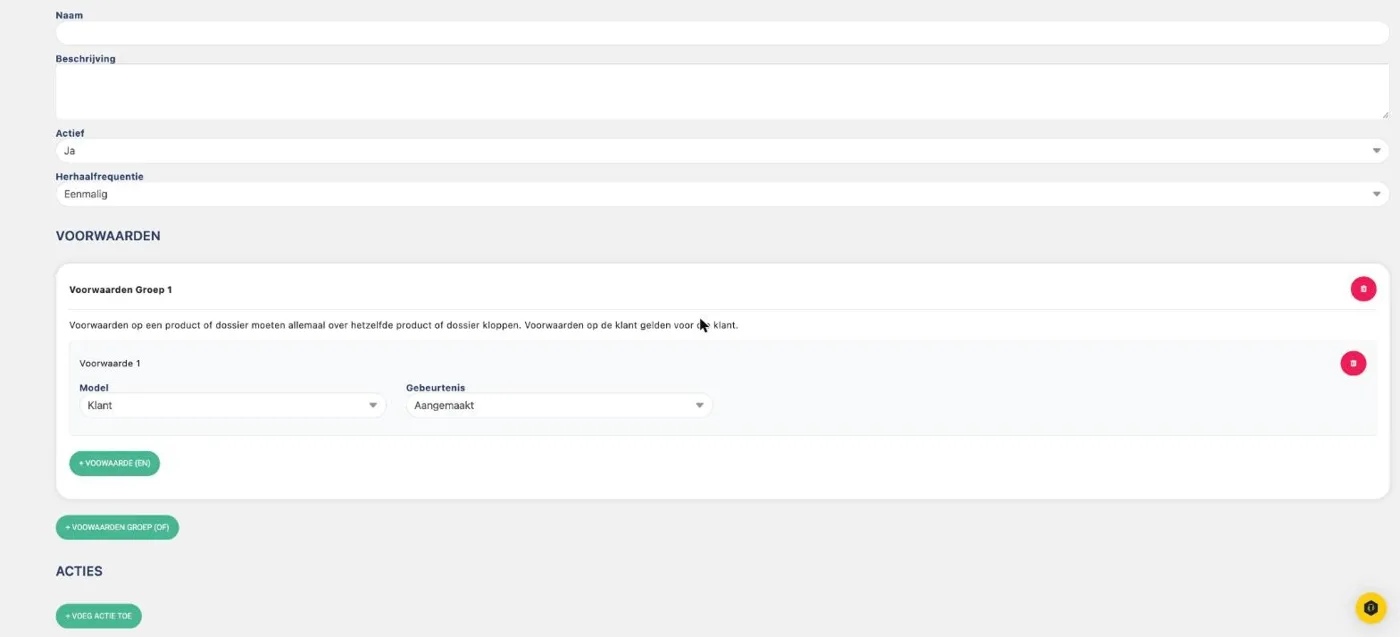 Naam
Beschrijving
Actief
Ja
Herhaalfrequentie
Eenmalig
VOORWAARDEN
Voorwaarden Groep 1
Voorwaarden op een product of dossier moeten allemaal over hetzelfde product of dossier kloppen. Voorwaarden op de klant gelden voor klant.
Voorwaarde 1
Model
Gebeurtenis
Klant
Aangemaakt
+ VOOWAARDE (EN)
+ VOOWAARDEN GROEP (OF)
ACTIES
+ VOEG ACTIE TOE